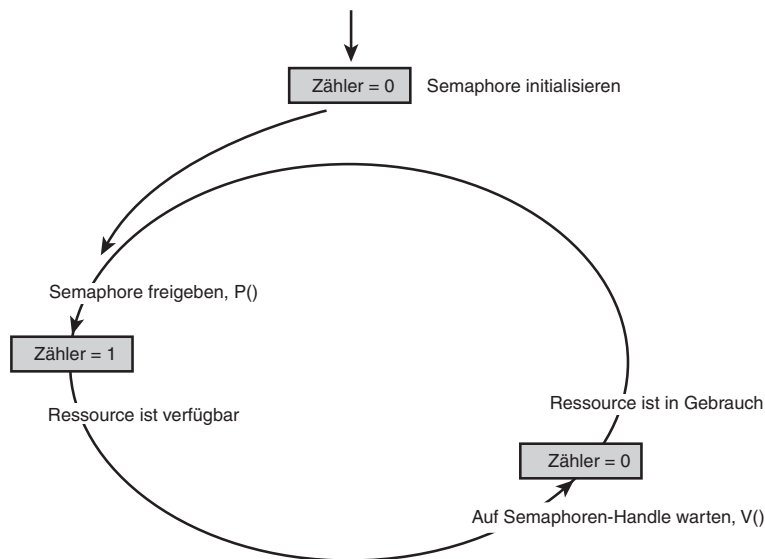 Zähler = 0
Semaphore initialisieren
Semaphore freigeben, P()
Zähler = 1
Ressource ist verfügbar
Ressource ist in Gebrauch
Zähler = 0
Auf Semaphoren-Handle warten, V()